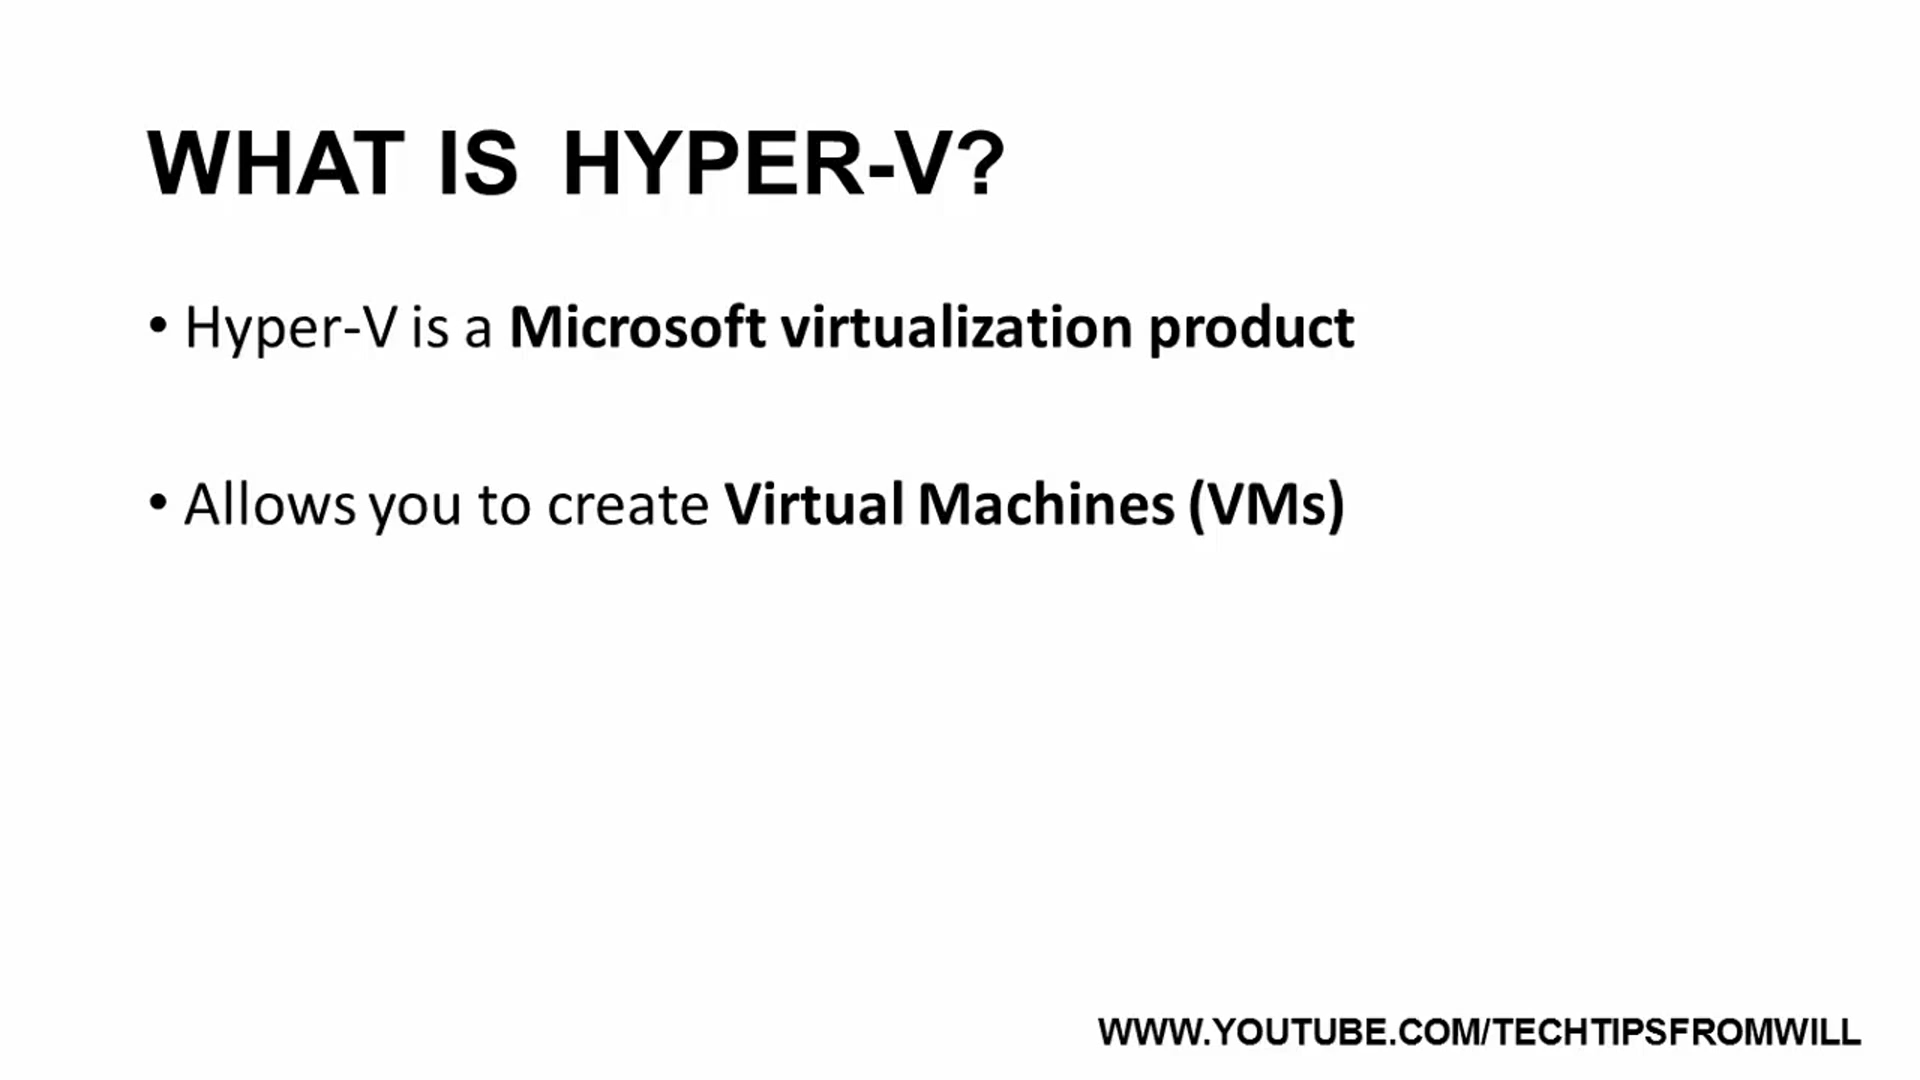 WHAT IS HYPER-V?
• Hyper-V is a Microsoft virtualization product
• Allows you to create Virtual Machines (VMs)
WWW.YOUTUBE.COM/TECHTIPSFROMWILL